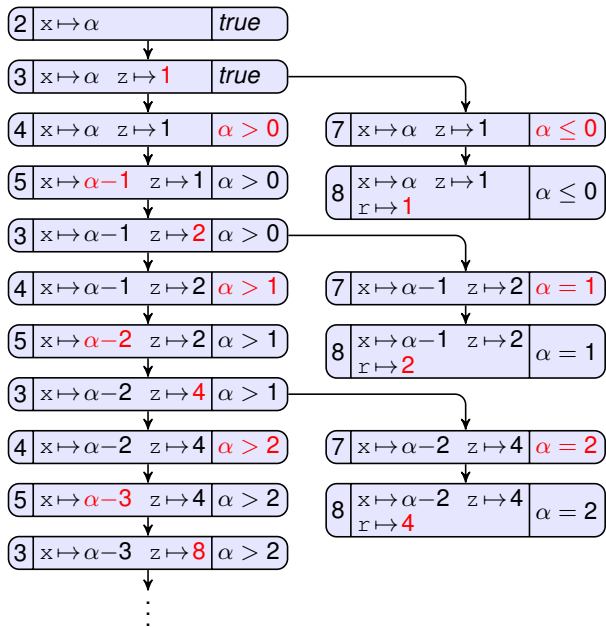 2 x↦α true
3 x↦α z↦1 true
4 x↦α z↦1 α > 0
7 x↦α z↦1 α ≤ 0
5 x↦α−1 z↦1 α > 0
8 x↦α z↦1 α ≤ 0
r↦1
3 x↦α−1 z↦2 α > 0
4 x↦α−1 z↦2 α > 1
7 x↦α−1 z↦2 α = 1
5 x↦α−2 z↦2 α > 1
8 x↦α−1 z↦2 α = 1
r↦2
3 x↦α−2 z↦4 α > 1
4 x↦α−2 z↦4 α > 2
7 x↦α−2 z↦4 α = 2
5 x↦α−3 z↦4 α > 2
8 x↦α−2 z↦4 α = 2
r↦4
3 x↦α−3 z↦8 α > 2
⋮